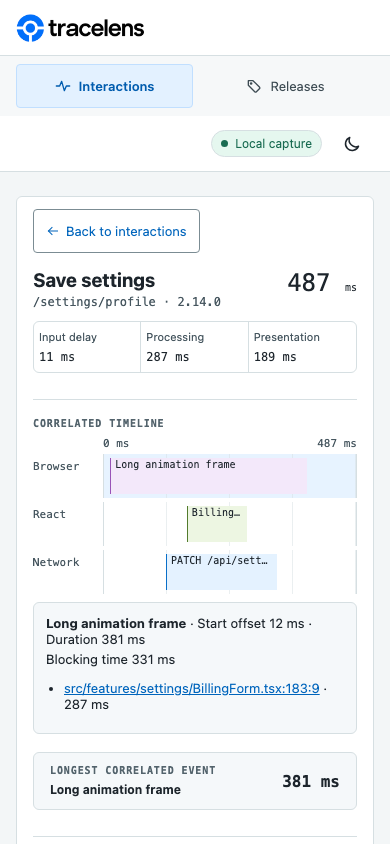 tracelens
Interactions
Releases
Local capture
← Back to interactions
Save settings
487 ms
/settings/profile · 2.14.0
Input delay
11 ms
Processing
287 ms
Presentation
189 ms
CORRELATED TIMELINE
0 ms
487 ms
Browser
Long animation frame
React
Billing…
Network
PATCH /api/sett…
Long animation frame · Start offset 12 ms ·
Duration 381 ms
Blocking time 331 ms
• src/features/settings/BillingForm.tsx:183:9 ·
287 ms
LONGEST CORRELATED EVENT
Long animation frame
381 ms